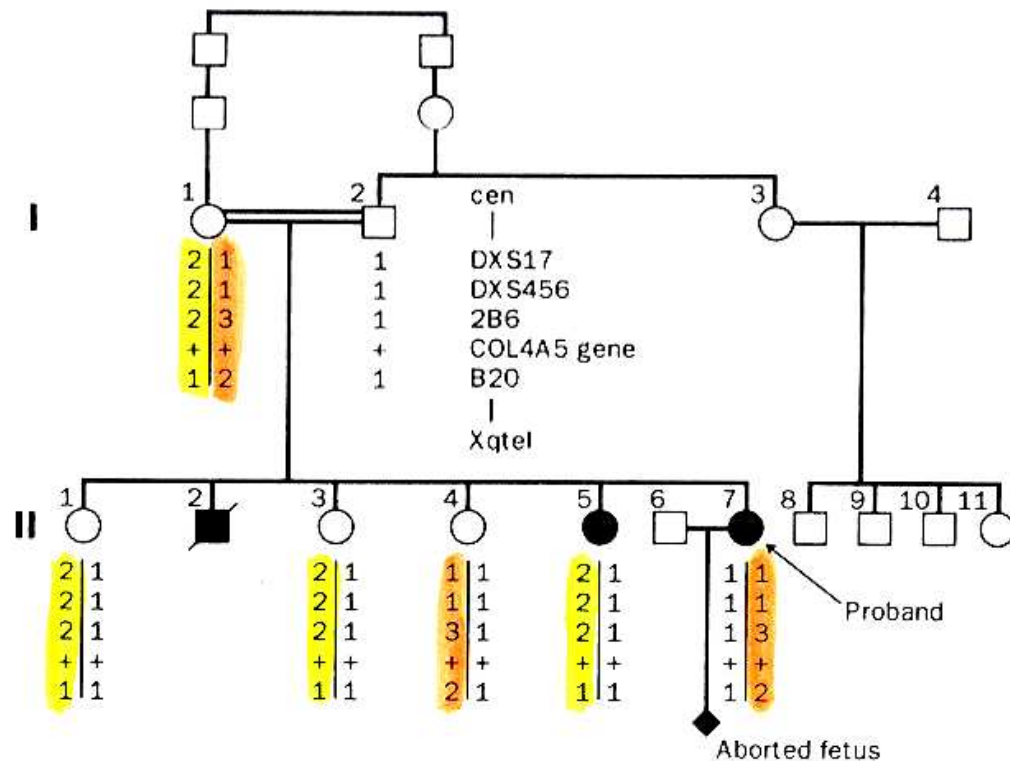 1 2 cen 3 4
I
2 1 1 DXS17
2 1 1 DXS456
2 3 1 2B6
+ + + COL4A5 gene
1 2 1 B20
Xqtel
1 2 3 4 5 6 7 8 9 10 11
II
2 1 2 1 1 1 2 1 1 1
2 1 2 1 1 1 2 1 1 1
2 1 2 1 3 1 2 1 1 3
+ + + + + + + + + +
1 1 1 1 2 1 1 1 1 2
Proband
Aborted fetus